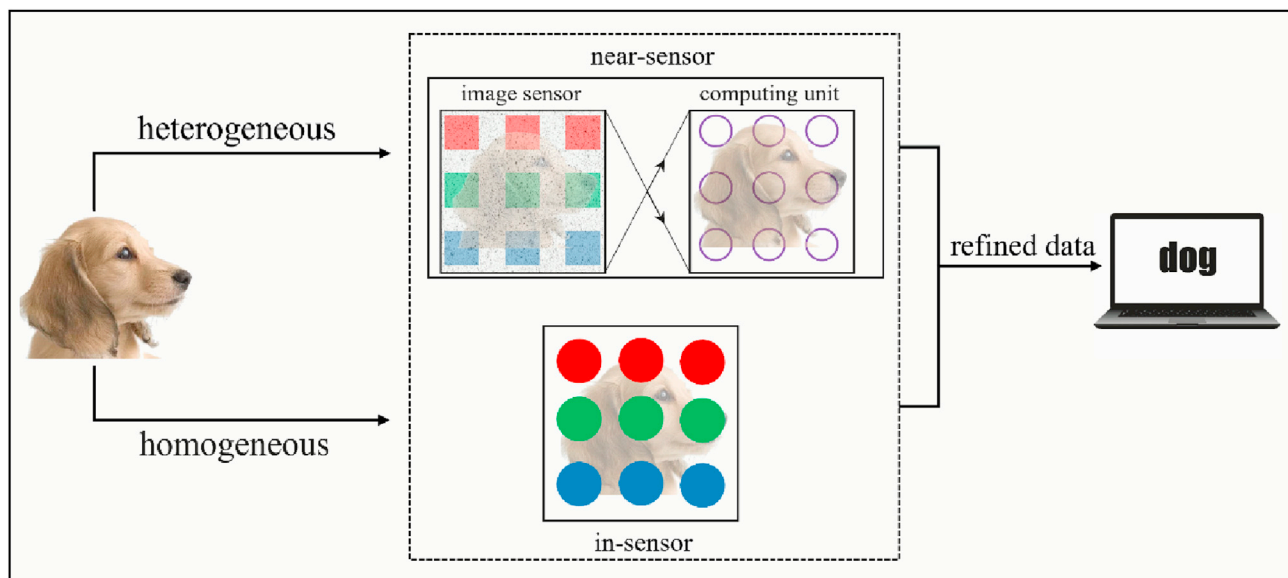 near-sensor
image sensor
computing unit
heterogeneous
refined data
dog
homogeneous
in-sensor